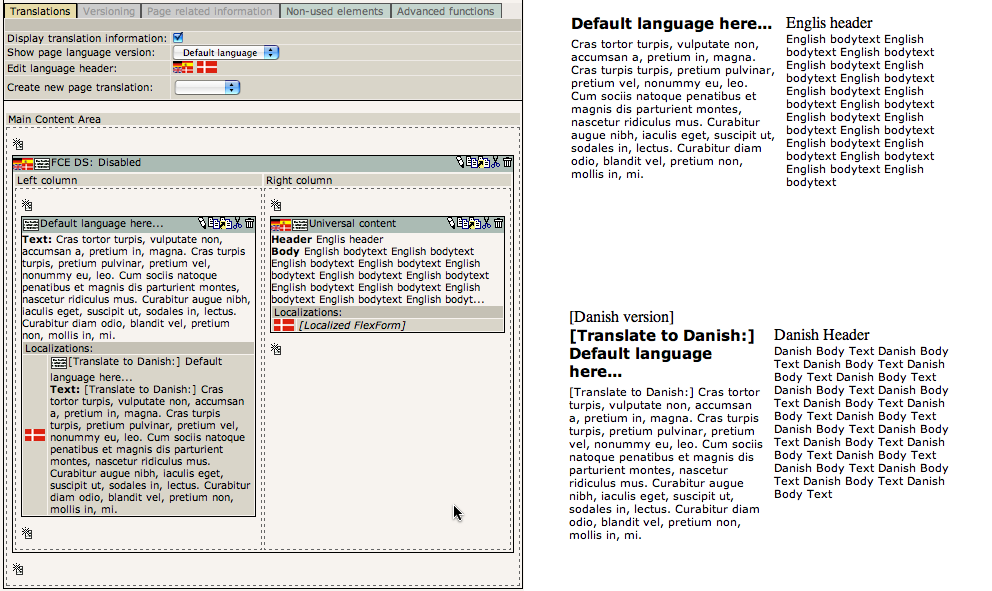 Translations Versioning Page related information Non-used elements Advanced functions
Display translation information:
Show page language version: Default language
Edit language header:
Create new page translation:
Main Content Area
FCE DS: Disabled
Left column
Default language here...
Text: Cras tortor turpis, vulputate non,
accumsan a, pretium in, magna. Cras turpis
turpis, pretium pulvinar, pretium vel,
nonummy eu, leo. Cum sociis natoque
penatibus et magnis dis parturient montes,
nascetur ridiculus mus. Curabitur augue nibh,
iaculis eget, suscipit ut, sodales in, lectus.
Curabitur diam odio, blandit vel, pretium
non, mollis in, mi.
Localizations:
[Translate to Danish:] Default
language here...
Text: [Translate to Danish:] Cras
tortor turpis, vulputate non, accumsan
a, pretium in, magna. Cras turpis
turpis, pretium pulvinar, pretium vel,
nonummy eu, leo. Cum sociis natoque
penatibus et magnis dis parturient
montes, nascetur ridiculus mus.
Curabitur augue nibh, iaculis eget,
suscipit ut, sodales in, lectus. Curabitur
diam odio, blandit vel, pretium non,
mollis in, mi.
Right column
Universal content
Header Englis header
Body English bodytext English bodytext
English bodytext English bodytext English
bodytext English bodytext English bodytext
English bodytext English bodytext English
bodytext English bodytext English bodyt...
Localizations:
[Localized FlexForm]
Default language here...
Cras tortor turpis, vulputate non,
accumsan a, pretium in, magna.
Cras turpis turpis, pretium pulvinar,
pretium vel, nonummy eu, leo.
Cum sociis natoque penatibus et
magnis dis parturient montes,
nascetur ridiculus mus. Curabitur
augue nibh, iaculis eget, suscipit ut,
sodales in, lectus. Curabitur diam
odio, blandit vel, pretium non,
mollis in, mi.
Englis header
English bodytext English
bodytext English bodytext
English bodytext English
bodytext English bodytext
English bodytext English
bodytext English bodytext
English bodytext English
bodytext English bodytext
English bodytext English
bodytext English bodytext
English bodytext English
bodytext
[Danish version]
[Translate to Danish:]
Default language
here...
[Translate to Danish:] Cras tortor
turpis, vulputate non, accumsan
a, pretium in, magna. Cras turpis
turpis, pretium pulvinar, pretium
vel, nonummy eu, leo. Cum sociis
natoque penatibus et magnis dis
parturient montes, nascetur
ridiculus mus. Curabitur augue
nibh, iaculis eget, suscipit ut,
sodales in, lectus. Curabitur diam
odio, blandit vel, pretium non,
mollis in, mi.
Danish Header
Danish Body Text Danish Body
Text Danish Body Text Danish
Body Text Danish Body Text
Danish Body Text Danish Body
Text Danish Body Text Danish
Body Text Danish Body Text
Danish Body Text Danish Body
Text Danish Body Text Danish
Body Text Danish Body Text
Danish Body Text Danish Body
Text Danish Body Text Danish
Body Text